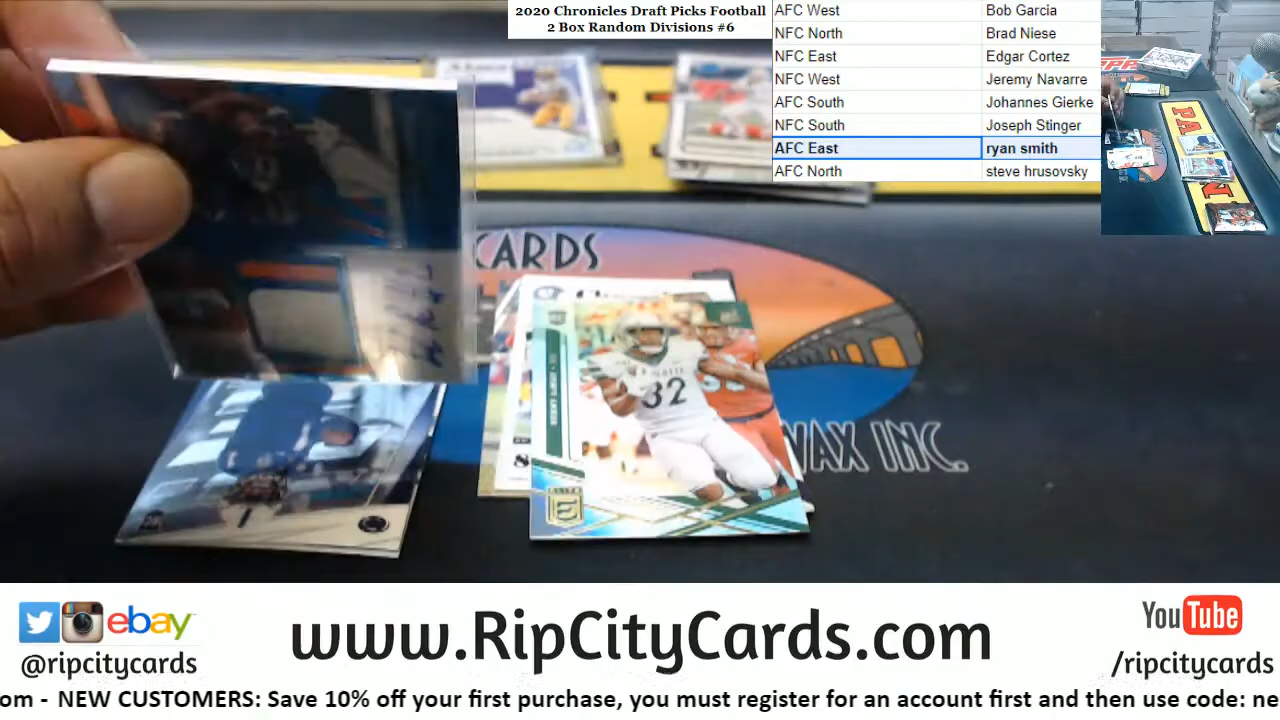 2020 Chronicles Draft Picks Football
2 Box Random Divisions #6
AFC West Bob Garcia
NFC North Brad Niese
NFC East Edgar Cortez
NFC West Jeremy Navarre
AFC South Johannes Gierke
NFC South Joseph Stinger
AFC East ryan smith
AFC North steve hrusovsky
PA
N
CARDS
WAX INC.
32
ebay
www.RipCityCards.com
YouTube
@ripcitycards
/ripcitycards
om - NEW CUSTOMERS: Save 10% off your first purchase, you must register for an account first and then use code: ne